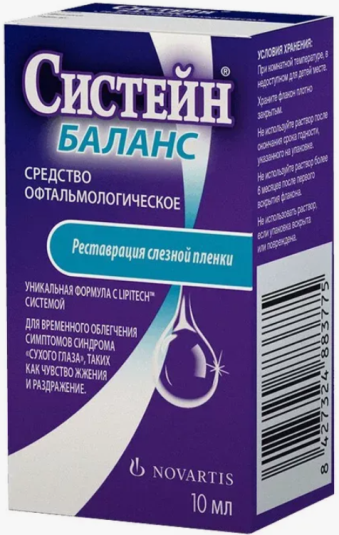 СИСТЕЙН®
БАЛАНС
СРЕДСТВО
ОФТАЛЬМОЛОГИЧЕСКОЕ
Реставрация слезной пленки
УНИКАЛЬНАЯ ФОРМУЛА С LIPITECH™
СИСТЕМОЙ
ДЛЯ ВРЕМЕННОГО ОБЛЕГЧЕНИЯ
СИМПТОМОВ СИНДРОМА
«СУХОГО ГЛАЗА», ТАКИХ
КАК ЧУВСТВО ЖЖЕНИЯ
И РАЗДРАЖЕНИЕ.
NOVARTIS
10 мл
УСЛОВИЯ ХРАНЕНИЯ:
При комнатной температуре, в
недоступном для детей месте.
Храните флакон плотно
закрытым.
Не используйте раствор после
окончания срока годности,
указанного на упаковке.
Не используйте раствор более
6 месяцев после первого
вскрытия флакона.
Не использовать раствор,
если упаковка вскрыта
или повреждена.
8 427324 883775